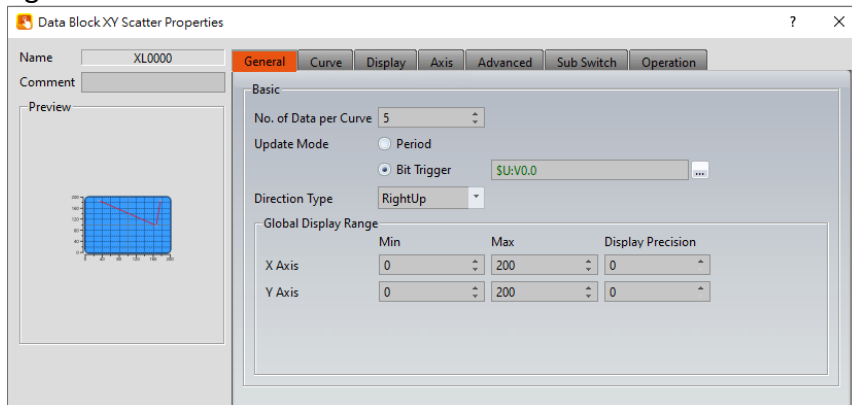 Data Block XY Scatter Properties ? ×
Name XL0000
Comment
Preview
General Curve Display Axis Advanced Sub Switch Operation
Basic
No. of Data per Curve 5
Update Mode Period
Bit Trigger $U:V0.0 ...
Direction Type RightUp
Global Display Range
Min Max Display Precision
X Axis 0 200 0
Y Axis 0 200 0